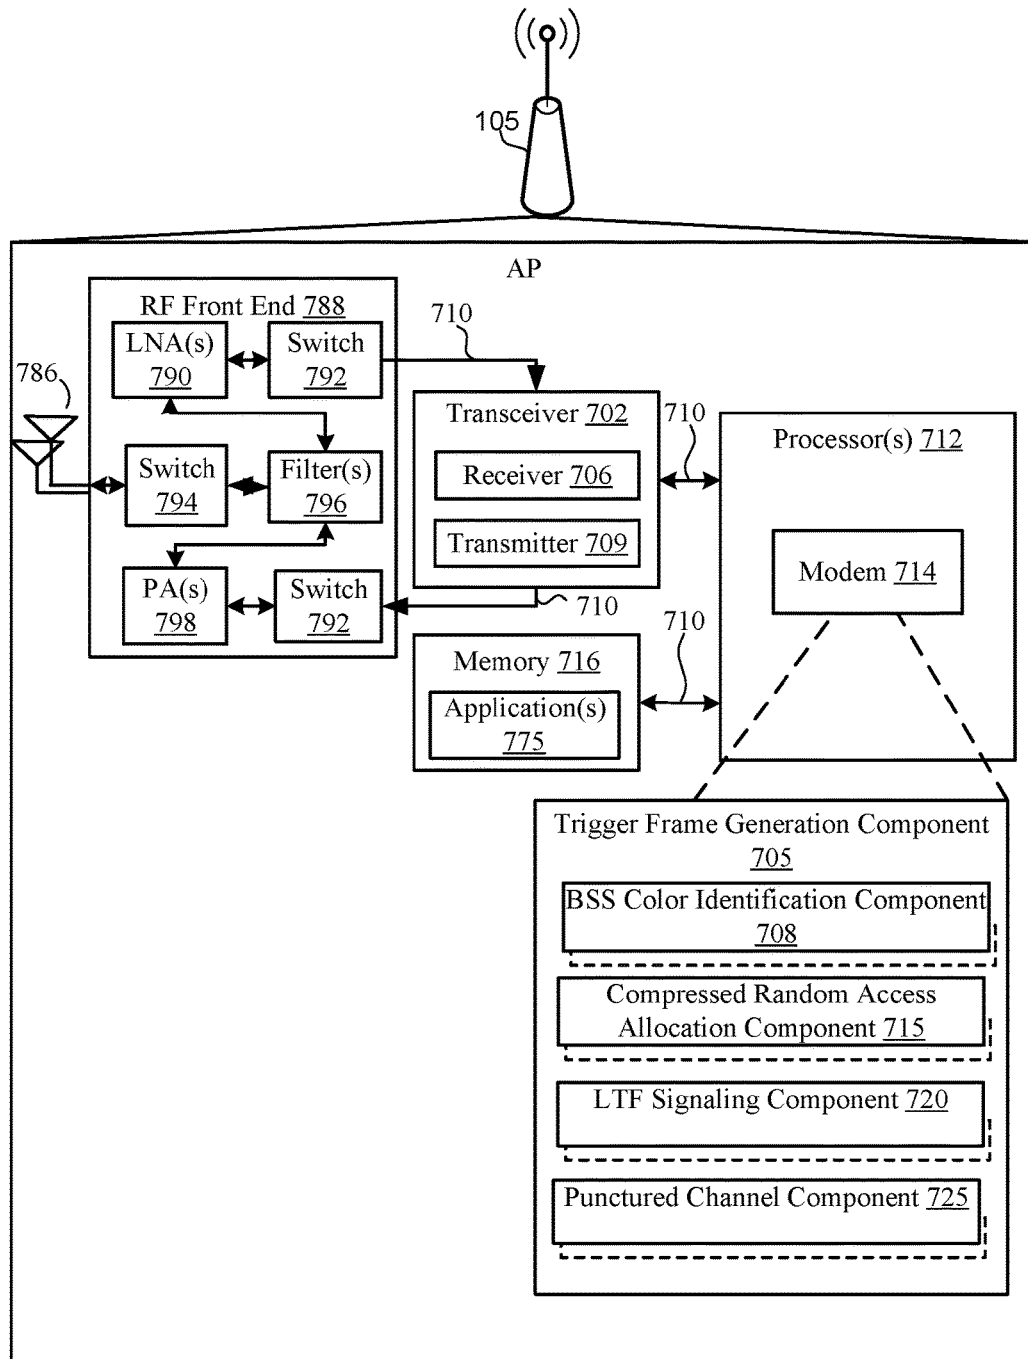 105
AP
RF Front End 788
LNA(s)
790
Switch
792
710
786
Switch
794
Filter(s)
796
PA(s)
798
Switch
792
Transceiver 702
Receiver 706
Transmitter 709
710
710
Processor(s) 712
Modem 714
Memory 716
Application(s)
775
710
Trigger Frame Generation Component
705
BSS Color Identification Component
708
Compressed Random Access
Allocation Component 715
LTF Signaling Component 720
Punctured Channel Component 725